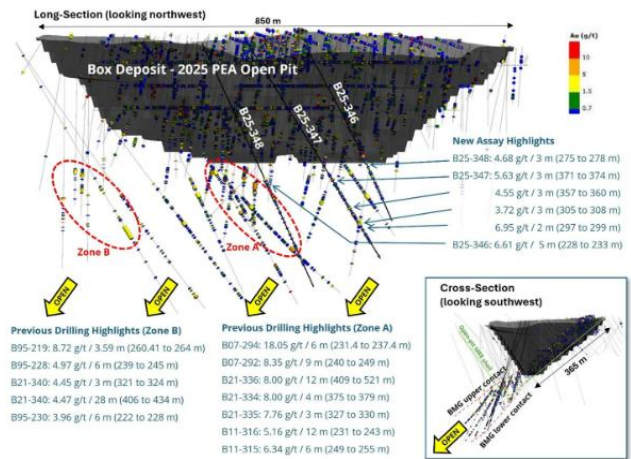 Long-Section (looking northwest)
850 m
Au (g/t)
10
5
1.5
0.7
Box Deposit - 2025 PEA Open Pit
B25-348
B25-347
B25-346
New Assay Highlights
B25-348: 4.68 g/t / 3 m (275 to 278 m)
B25-347: 5.63 g/t / 3 m (371 to 374 m)
4.55 g/t / 3 m (357 to 360 m)
3.72 g/t / 3 m (305 to 308 m)
6.95 g/t / 2 m (297 to 299 m)
B25-346: 6.61 g/t / 5 m (228 to 233 m)
Zone B
Zone A
OPEN
OPEN
OPEN
OPEN
Previous Drilling Highlights (Zone B)
B95-219: 8.72 g/t / 3.59 m (260.41 to 264 m)
B95-228: 4.97 g/t / 6 m (239 to 245 m)
B21-340: 4.45 g/t / 3 m (321 to 324 m)
B21-340: 4.47 g/t / 28 m (406 to 434 m)
B95-230: 3.96 g/t / 6 m (222 to 228 m)
Previous Drilling Highlights (Zone A)
B07-294: 18.05 g/t / 6 m (231.4 to 237.4 m)
B07-292: 8.35 g/t / 9 m (240 to 249 m)
B21-336: 8.00 g/t / 12 m (409 to 521 m)
B21-334: 8.00 g/t / 4 m (375 to 379 m)
B21-335: 7.76 g/t / 3 m (327 to 330 m)
B11-316: 5.16 g/t / 12 m (231 to 243 m)
B11-315: 6.34 g/t / 6 m (249 to 255 m)
Cross-Section
(looking southwest)
365 m
BMG upper contact
BMG lower contact
OPEN